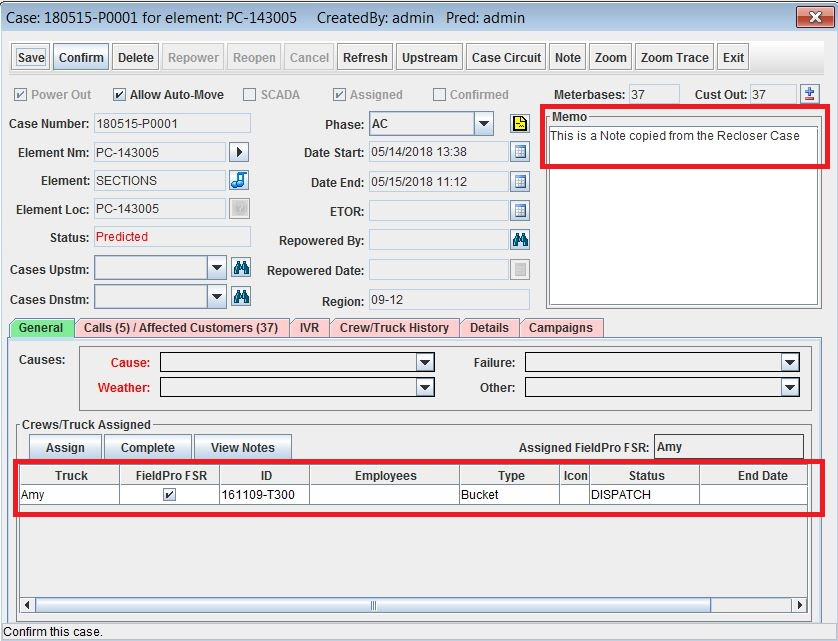 Case: 180515-P0001 for element: PC-143005 CreatedBy: admin Pred: admin
Save Confirm Delete Repower Reopen Cancel Refresh Upstream Case Circuit Note Zoom Zoom Trace Exit
Power Out Allow Auto-Move SCADA Assigned Confirmed Meterbases: 37 Cust Out: 37
Case Number: 180515-P0001 Phase: AC Memo
This is a Note copied from the Recloser Case
Element Nm: PC-143005 Date Start: 05/14/2018 13:38
Element: SECTIONS Date End: 05/15/2018 11:12
Element Loc: PC-143005 ETOR:
Status: Predicted Repowered By:
Cases Upstm: Repowered Date:
Cases Dnstm: Region: 09-12
General Calls (5) / Affected Customers (37) IVR Crew/Truck History Details Campaigns
Causes: Cause: Failure:
Weather: Other:
Crews/Truck Assigned
Assign Complete View Notes Assigned FieldPro FSR: Amy
Truck FieldPro FSR ID Employees Type Icon Status End Date
Amy 161109-T300 Bucket DISPATCH
Confirm this case.